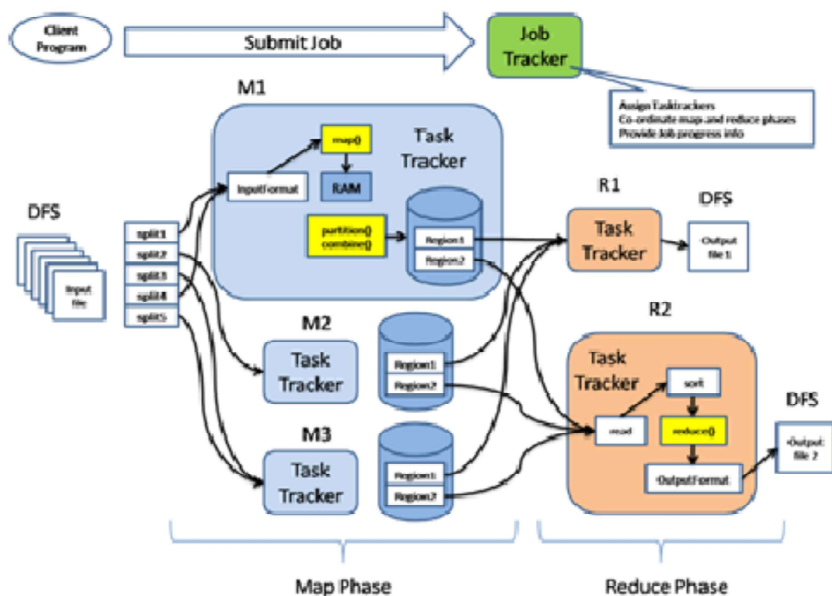 Client
Program
Submit Job
Job
Tracker
Assign Tasktrackers
Co-ordinate map and reduce phases
Provide Job progress info
M1
map()
Task
Tracker
InputFormat
RAM
partition()
combine()
Region1
Region2
DFS
Input
file
split1
split2
split3
split4
split5
R1
Task
Tracker
DFS
Output
file 1
M2
Task
Tracker
Region1
Region2
M3
Task
Tracker
Region1
Region2
R2
Task
Tracker
sort
read
reduce()
OutputFormat
DFS
Output
file 2
Map Phase
Reduce Phase